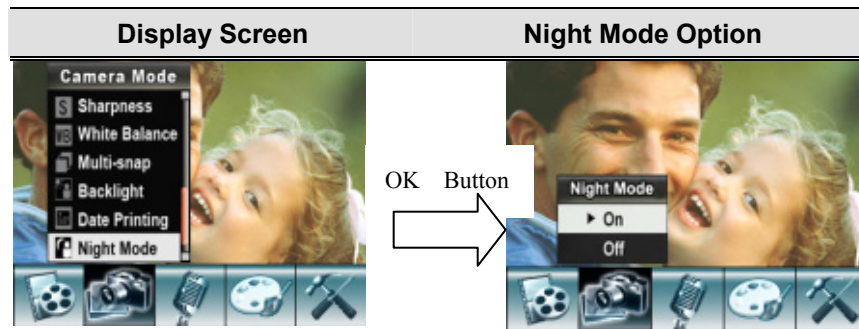 Display Screen
Night Mode Option
Camera Mode
S Sharpness
WB White Balance
Multi-snap
Backlight
Date Printing
Night Mode
OK Button
Night Mode
On
Off